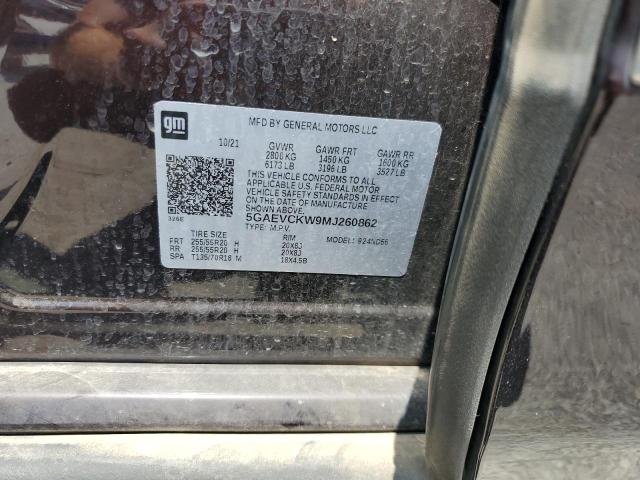 gm
MFD BY GENERAL MOTORS LLC
10/21 GVWR GAWR FRT GAWR RR
2800 KG 1450 KG 1600 KG
6173 LB 3196 LB 3527 LB
THIS VEHICLE CONFORMS TO ALL APPLICABLE
U.S. FEDERAL MOTOR
VEHICLE SAFETY STANDARDS IN EFFECT ON THE
DATE OF MANUFACTURE
SHOWN ABOVE.
5GAEVCKW9MJ260862
326E
TYPE: M.P.V. MODEL: 924NC56
TIRE SIZE RIM
FRT 255/55R20 H 20X8J
RR 255/55R20 H 20X8J
SPA T135/70R18 M 18X4.5B